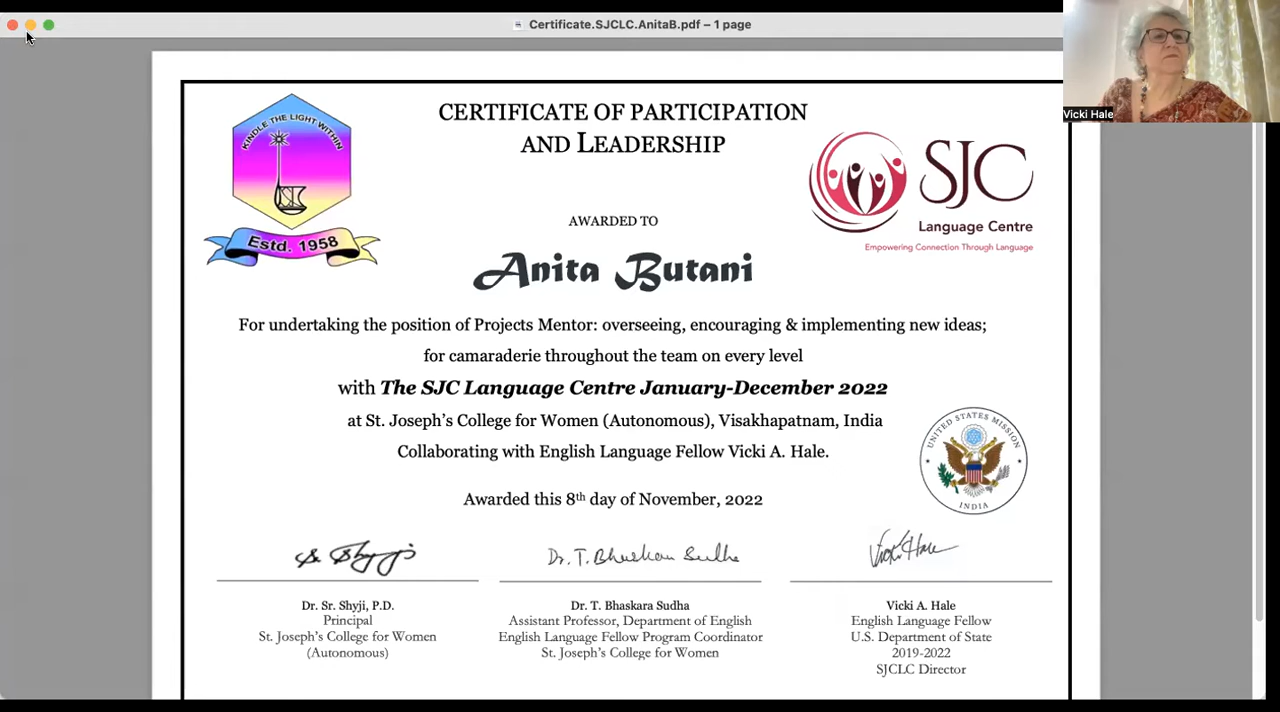 Certificate.SJCLC.AnitaB.pdf – 1 page
Vicki Hale
KINDLE THE LIGHT WITHIN
Estd. 1958
CERTIFICATE OF PARTICIPATION
AND LEADERSHIP
SJC
Language Centre
Empowering Connection Through Language
AWARDED TO
Anita Butani
For undertaking the position of Projects Mentor: overseeing, encouraging & implementing new ideas;
for camaraderie throughout the team on every level
with The SJC Language Centre January-December 2022
at St. Joseph's College for Women (Autonomous), Visakhapatnam, India
Collaborating with English Language Fellow Vicki A. Hale.
UNITED STATES MISSION
INDIA
Awarded this 8th day of November, 2022
Dr. T. Bhaskara Sudha
Vicki Hale
Dr. Sr. Shyji, P.D.
Principal
St. Joseph's College for Women
(Autonomous)
Dr. T. Bhaskara Sudha
Assistant Professor, Department of English
English Language Fellow Program Coordinator
St. Joseph's College for Women
Vicki A. Hale
English Language Fellow
U.S. Department of State
2019-2022
SJCLC Director